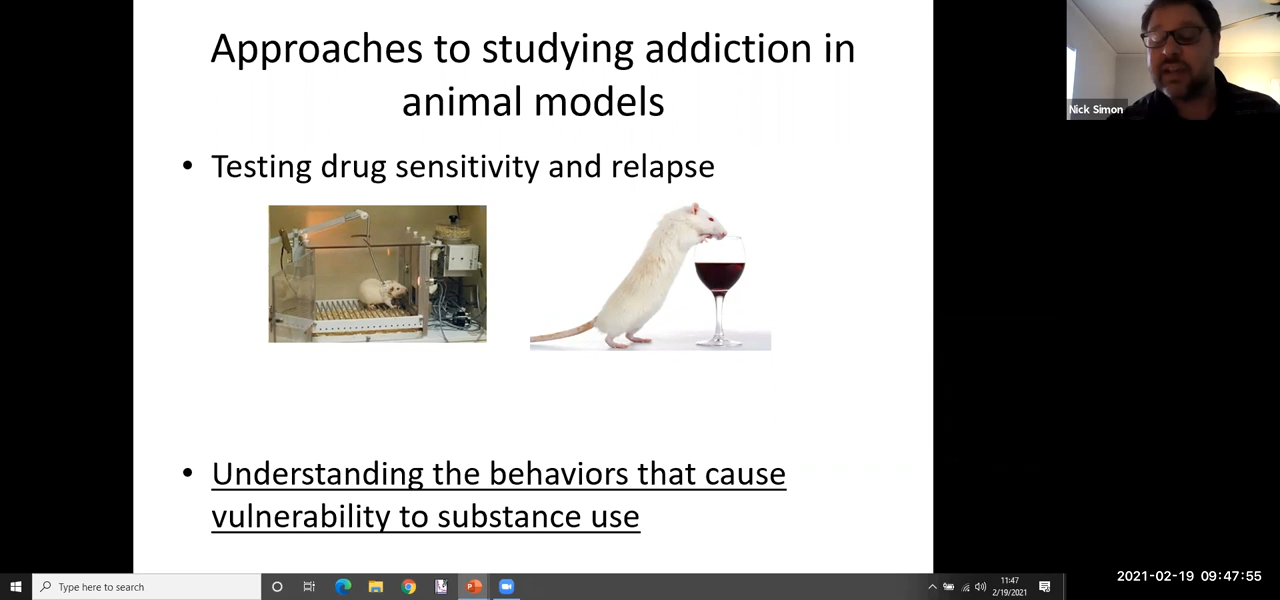 Approaches to studying addiction in
animal models
• Testing drug sensitivity and relapse
• Understanding the behaviors that cause
vulnerability to substance use
Nick Simon
Type here to search
11:47
2/19/2021
2021-02-19 09:47:55